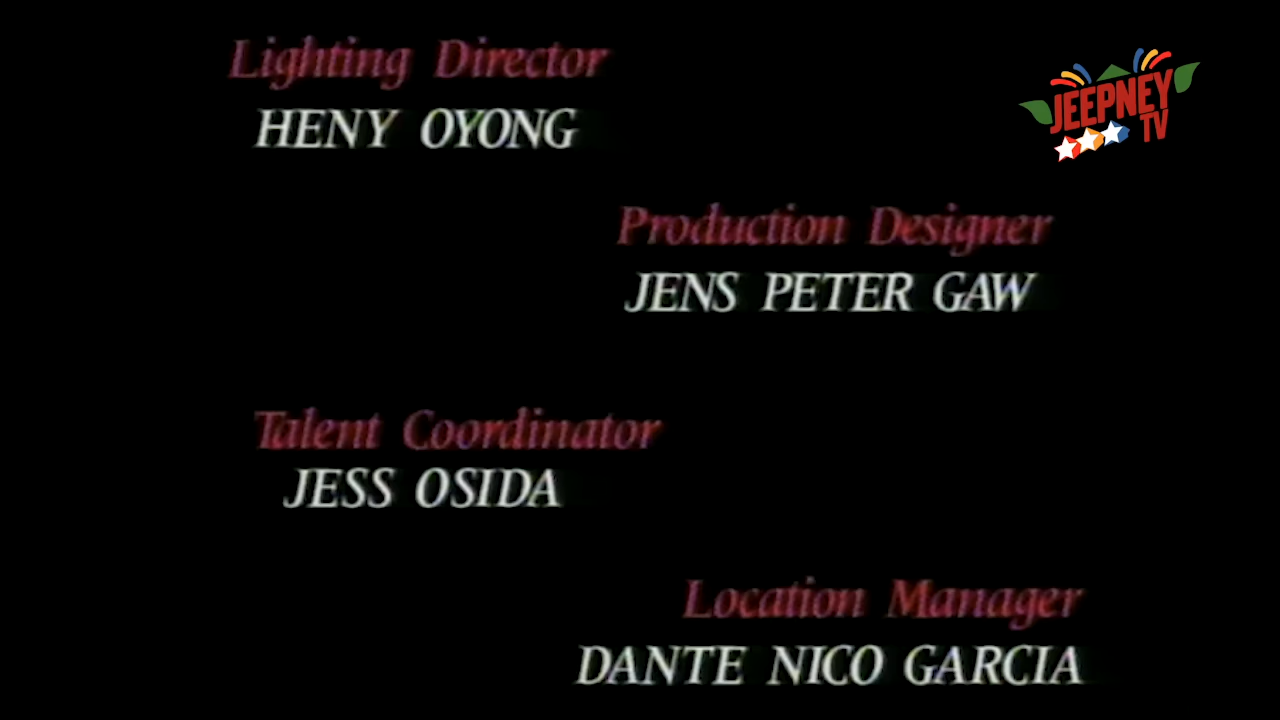 Lighting Director
HENY OYONG
JEEPNEY
TV
Production Designer
JENS PETER GAW
Talent Coordinator
JESS OSIDA
Location Manager
DANTE NICO GARCIA